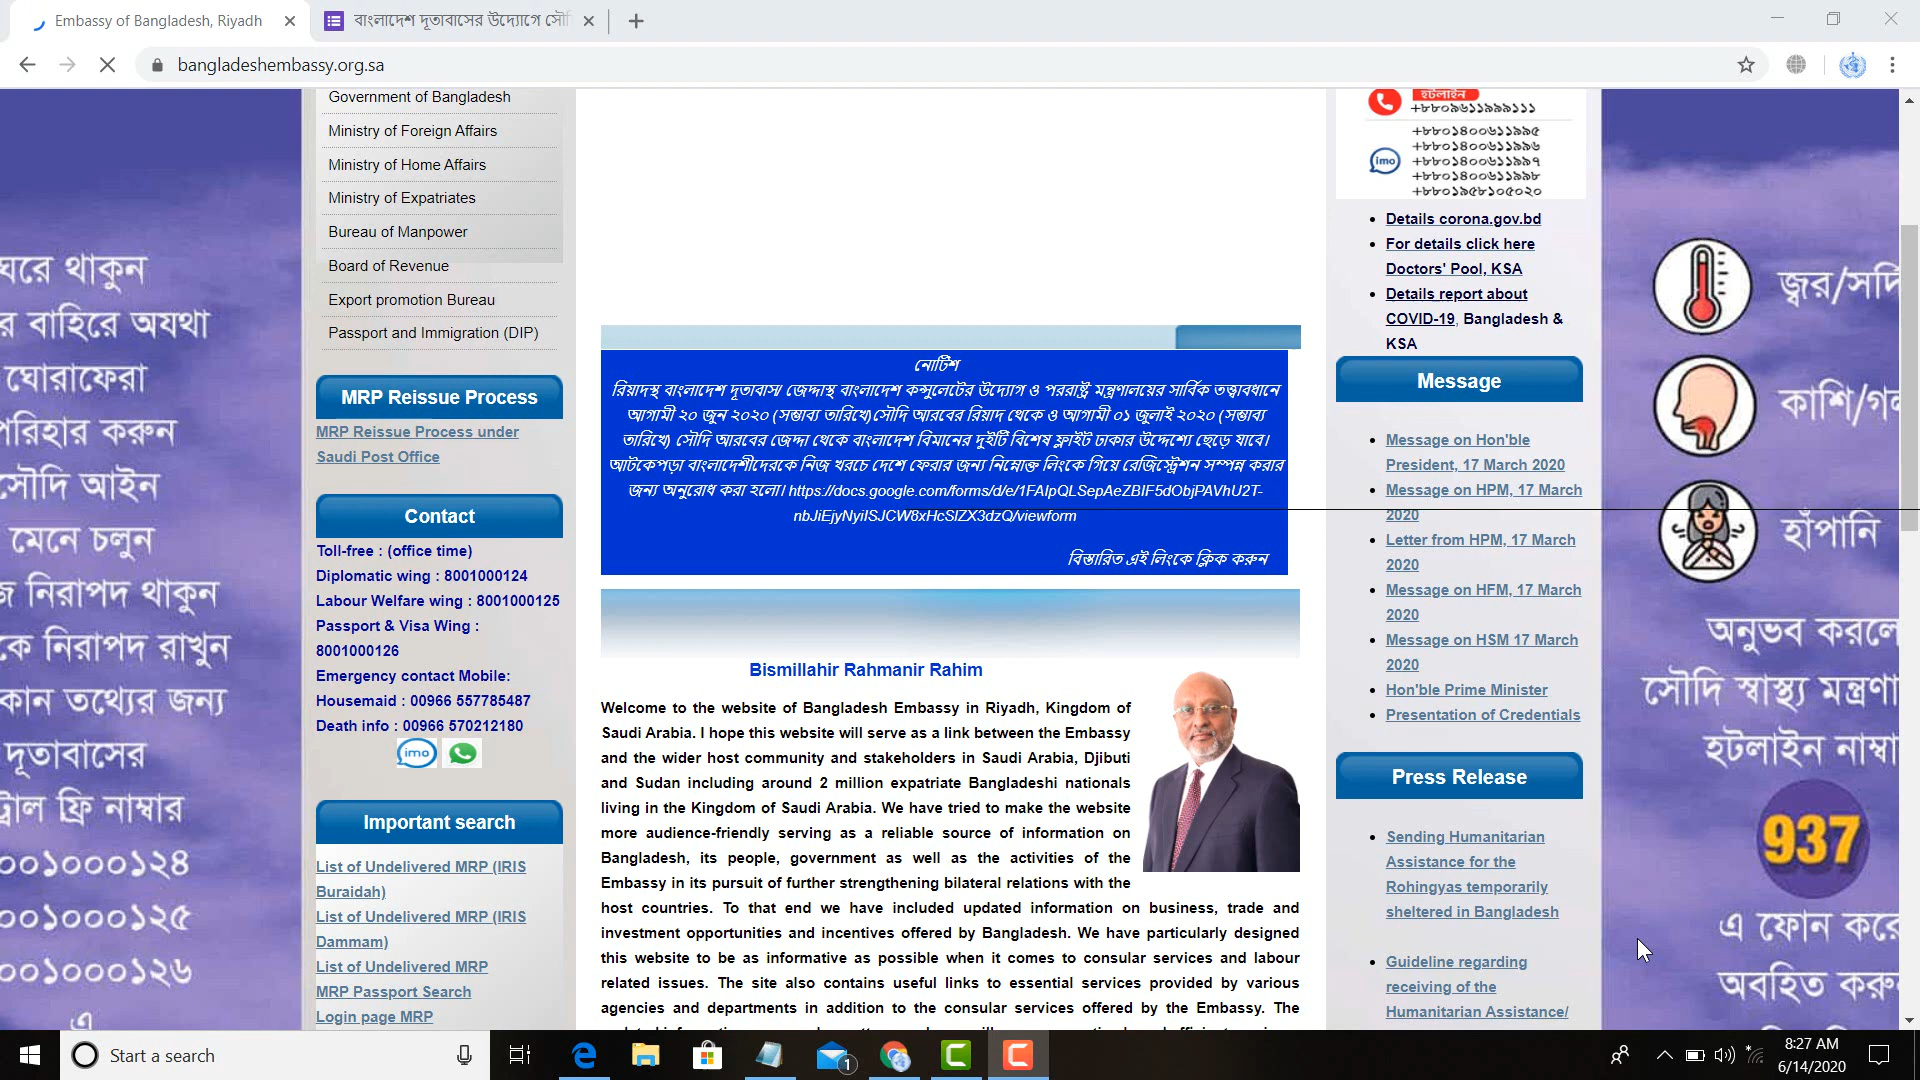 Embassy of Bangladesh, Riyadh
বাংলাদেশ দূতাবাসের উদ্যোগে সৌদি
bangladeshembassy.org.sa
ঘরে থাকুন
র বাহিরে অযথা
ঘোরাফেরা
পরিহার করুন
সৌদি আইন
মেনে চলুন
নিরাপদ থাকুন
কে নিরাপদ রাখুন
কোন তথ্যের জন্য
দূতাবাসের
ট্রোল ফ্রি নাম্বার
০০১০০০১২৪
০০১০০০১২৫
০০১০০০১২৬
এ
Government of Bangladesh
Ministry of Foreign Affairs
Ministry of Home Affairs
Ministry of Expatriates
Bureau of Manpower
Board of Revenue
Export promotion Bureau
Passport and Immigration (DIP)
MRP Reissue Process
MRP Reissue Process under
Saudi Post Office
Contact
Toll-free : (office time)
Diplomatic wing : 8001000124
Labour Welfare wing : 8001000125
Passport & Visa Wing :
8001000126
Emergency contact Mobile:
Housemaid : 00966 557785487
Death info : 00966 570212180
imo
Important search
List of Undelivered MRP (IRIS
Buraidah)
List of Undelivered MRP (IRIS
Dammam)
List of Undelivered MRP
MRP Passport Search
Login page MRP
নোটিশ
রিয়াদস্থ বাংলাদেশ দূতাবাস/ জেদ্দাস্থ বাংলাদেশ কন্সুলেটের উদ্যোগ ও পররাষ্ট্র মন্ত্রণালয়ের সার্বিক তত্ত্বাবধানে
আগামী ২০ জুন ২০২০ (সম্ভাব্য তারিখে)সৌদি আরবের রিয়াদ থেকে ও আগামী ০১ জুলাই ২০২০ (সম্ভাব্য
তারিখে) সৌদি আরবের জেদ্দা থেকে বাংলাদেশ বিমানের দুইটি বিশেষ ফ্লাইট ঢাকার উদ্দেশ্যে ছেড়ে যাবে।
আটকেপড়া বাংলাদেশীদেরকে নিজ খরচে দেশে ফেরার জন্য নিম্নোক্ত লিংকে গিয়ে রেজিস্ট্রেশন সম্পন্ন করার
জন্য অনুরোধ করা হলো। https://docs.google.com/forms/d/e/1FAIpQLSepAeZBIF5dObjPAVhU2T-
nbJiEjyNyiISJCW8xHcSlZX3dzQ/viewform
বিস্তারিত এই লিংকে ক্লিক করুন
Bismillahir Rahmanir Rahim
Welcome to the website of Bangladesh Embassy in Riyadh, Kingdom of
Saudi Arabia. I hope this website will serve as a link between the Embassy
and the wider host community and stakeholders in Saudi Arabia, Djibuti
and Sudan including around 2 million expatriate Bangladeshi nationals
living in the Kingdom of Saudi Arabia. We have tried to make the website
more audience-friendly serving as a reliable source of information on
Bangladesh, its people, government as well as the activities of the
Embassy in its pursuit of further strengthening bilateral relations with the
host countries. To that end we have included updated information on business, trade and
investment opportunities and incentives offered by Bangladesh. We have particularly designed
this website to be as informative as possible when it comes to consular services and labour
related issues. The site also contains useful links to essential services provided by various
agencies and departments in addition to the consular services offered by the Embassy. The
হটলাইন
+৮৮০৯৬১১৯৯৯১১১
imo
+৮৮০১৪০০৬১১৯৯৫
+৮৮০১৪০০৬১১৯৯৬
+৮৮০১৪০০৬১১৯৯৭
+৮৮০১৪০০৬১১৯৯৮
+৮৮০১৯৫৮১০৫০২০
Details corona.gov.bd
For details click here
Doctors' Pool, KSA
Details report about
COVID-19, Bangladesh &
KSA
Message
Message on Hon'ble
President, 17 March 2020
Message on HPM, 17 March
2020
Letter from HPM, 17 March
2020
Message on HFM, 17 March
2020
Message on HSM 17 March
2020
Hon'ble Prime Minister
Presentation of Credentials
Press Release
Sending Humanitarian
Assistance for the
Rohingyas temporarily
sheltered in Bangladesh
Guideline regarding
receiving of the
Humanitarian Assistance/
জ্বর/সর্দি
কাশি/গল
হাঁপানি
অনুভব করলে
সৌদি স্বাস্থ্য মন্ত্রণা
হটলাইন নাম্বা
937
এ ফোন করে
অবহিত করু
Start a search
1
8:27 AM
6/14/2020